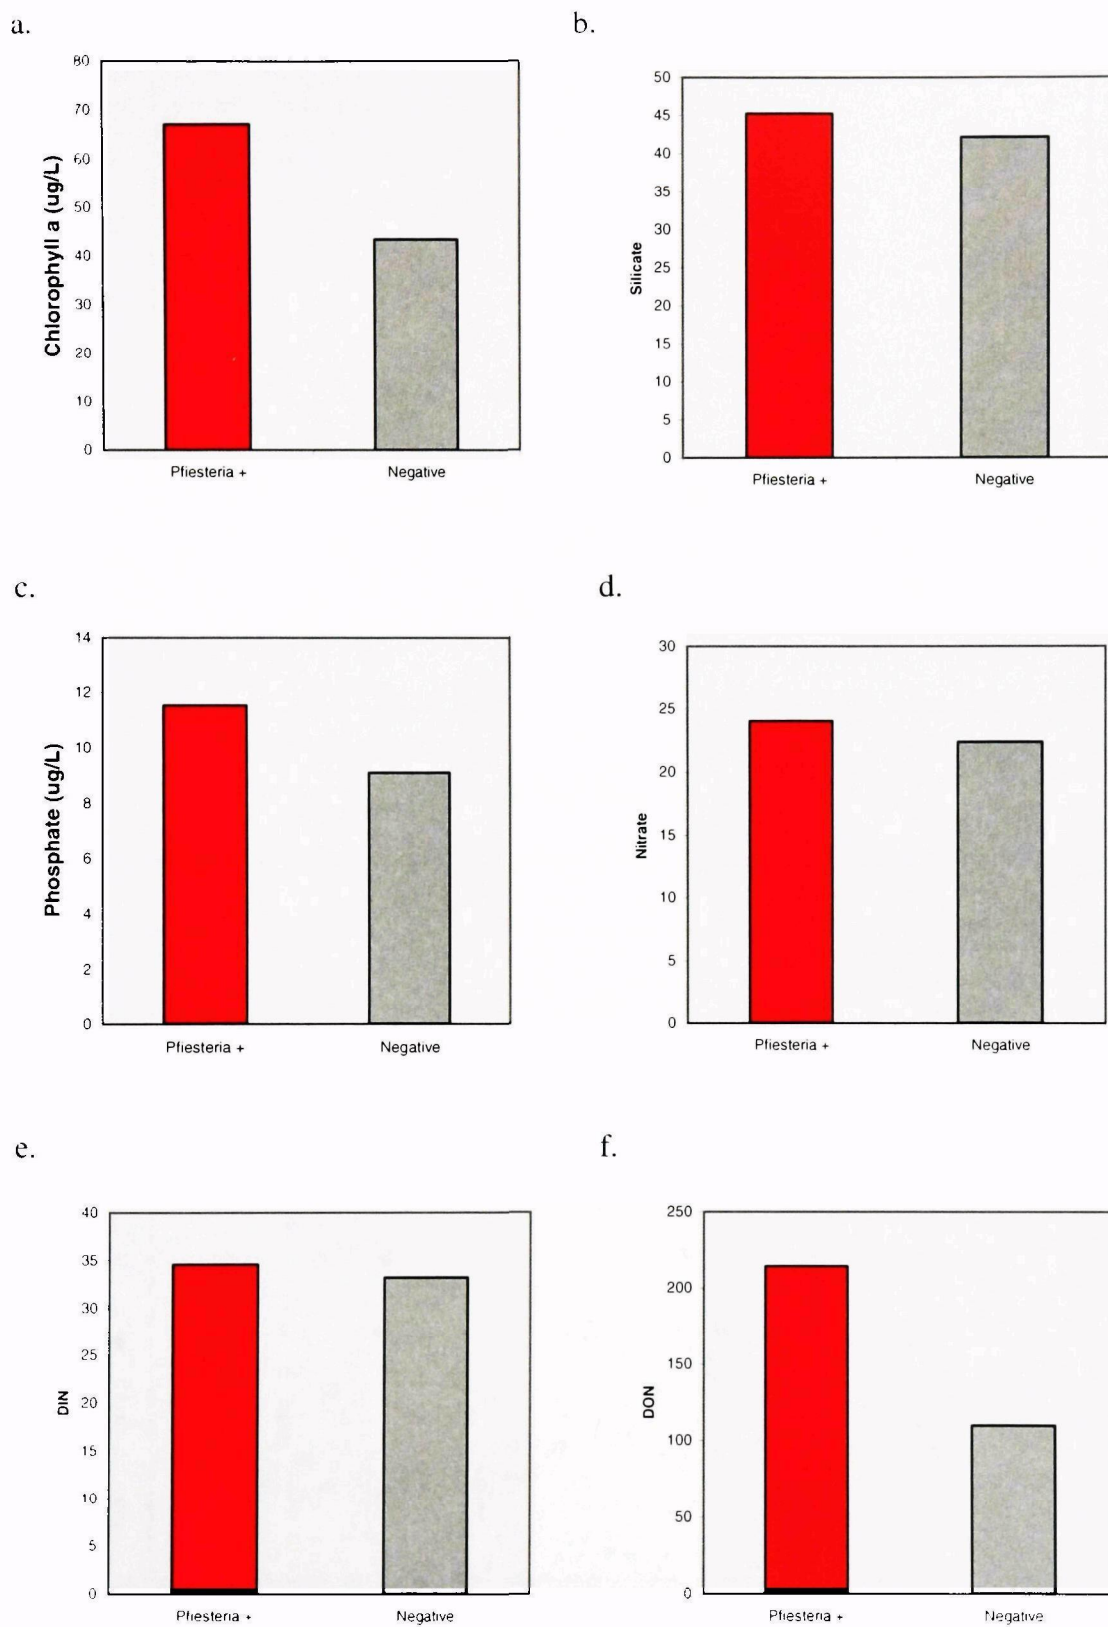 a.
80
70
60
50
40
30
20
10
0
Chlorophyll a (ug/L)
Pfiesteria +
Negative
b.
50
45
40
35
30
25
20
15
10
5
0
Silicate
Pfiesteria +
Negative
c.
14
12
10
8
6
4
2
0
Phosphate (ug/L)
Pfiesteria +
Negative
d.
30
25
20
15
10
5
0
Nitrate
Pfiesteria +
Negative
e.
40
35
30
25
20
15
10
5
0
DIN
Pfiesteria +
Negative
f.
250
200
150
100
50
0
DON
Pfiesteria +
Negative